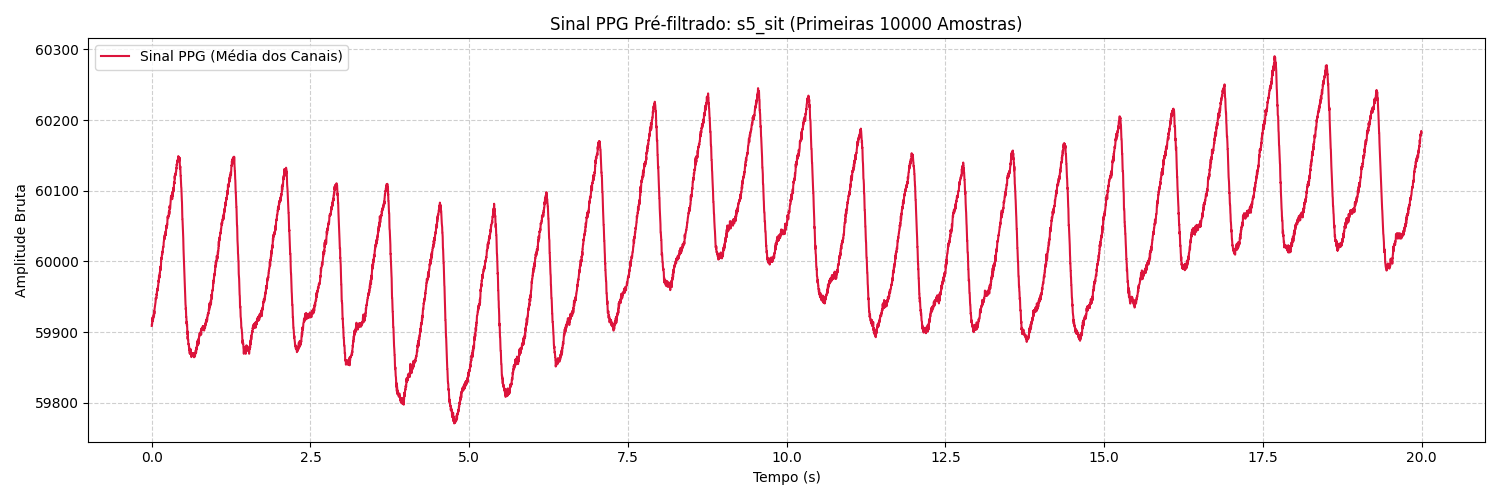 Sinal PPG Pré-filtrado: s5_sit (Primeiras 10000 Amostras)
Sinal PPG (Média dos Canais)
Amplitude Bruta
60300
60200
60100
60000
59900
59800
0.0 2.5 5.0 7.5 10.0 12.5 15.0 17.5 20.0
Tempo (s)